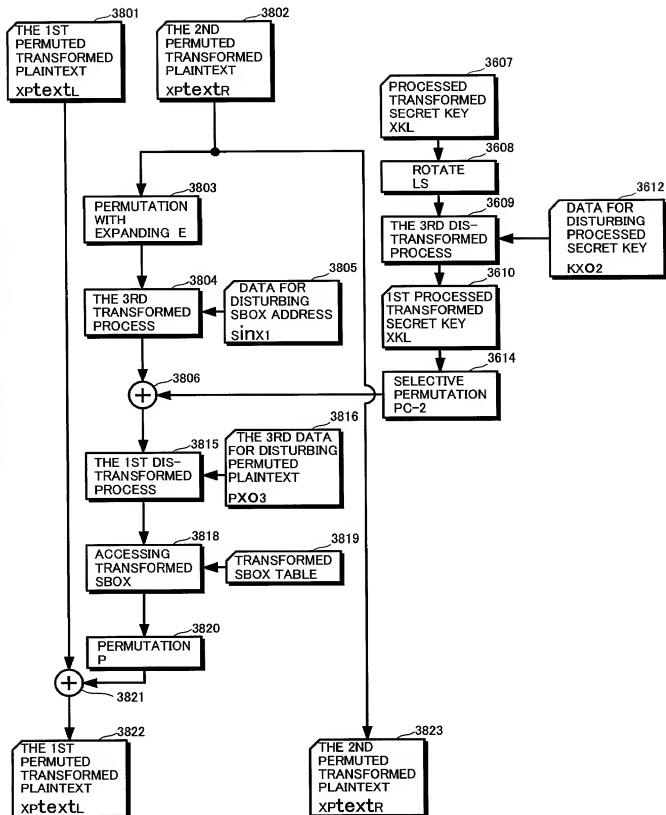 3801
THE 1ST
PERMUTED
TRANSFORMED
PLAINTEXT
XPtextL
3802
THE 2ND
PERMUTED
TRANSFORMED
PLAINTEXT
XPtextR
3607
PROCESSED
TRANSFORMED
SECRET KEY
XKL
3608
ROTATE
LS
3609
THE 3RD DIS-
TRANSFORMED
PROCESS
3612
DATA FOR
DISTURBING
PROCESSED
SECRET KEY
KXO2
3610
1ST PROCESSED
TRANSFORMED
SECRET KEY
XKL
3614
SELECTIVE
PERMUTATION
PC-2
3803
PERMUTATION
WITH
EXPANDING E
3804
THE 3RD
TRANSFORMED
PROCESS
3805
DATA FOR
DISTURBING
SBOX ADDRESS
SinX1
3806
3815
THE 1ST DIS-
TRANSFORMED
PROCESS
3816
THE 3RD DATA
FOR DISTURBING
PERMUTED
PLAINTEXT
PXO3
3818
ACCESSING
TRANSFORMED
SBOX
3819
TRANSFORMED
SBOX TABLE
3820
PERMUTATION
P
3821
3822
THE 1ST
PERMUTED
TRANSFORMED
PLAINTEXT
XPtextL
3823
THE 2ND
PERMUTED
TRANSFORMED
PLAINTEXT
XPtextR